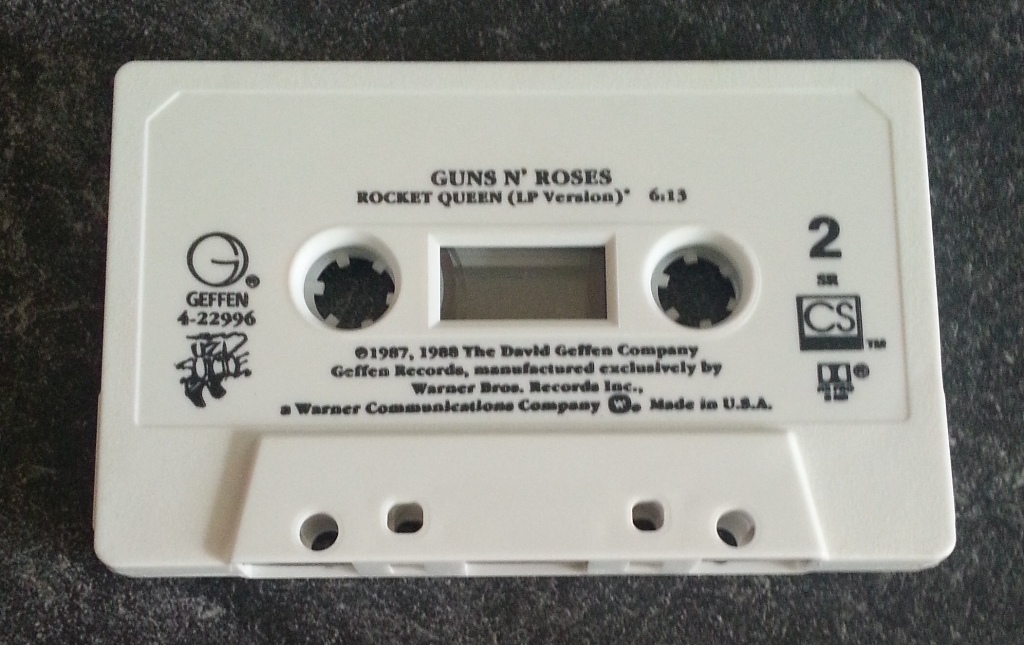 GUNS N' ROSES
ROCKET QUEEN (LP Version)* 6:13
G®
GEFFEN
4-22996
2
SR
CS™
®
℗1987, 1988 The David Geffen Company
Geffen Records, manufactured exclusively by
Warner Bros. Records Inc.,
a Warner Communications Company W. Made in U.S.A.